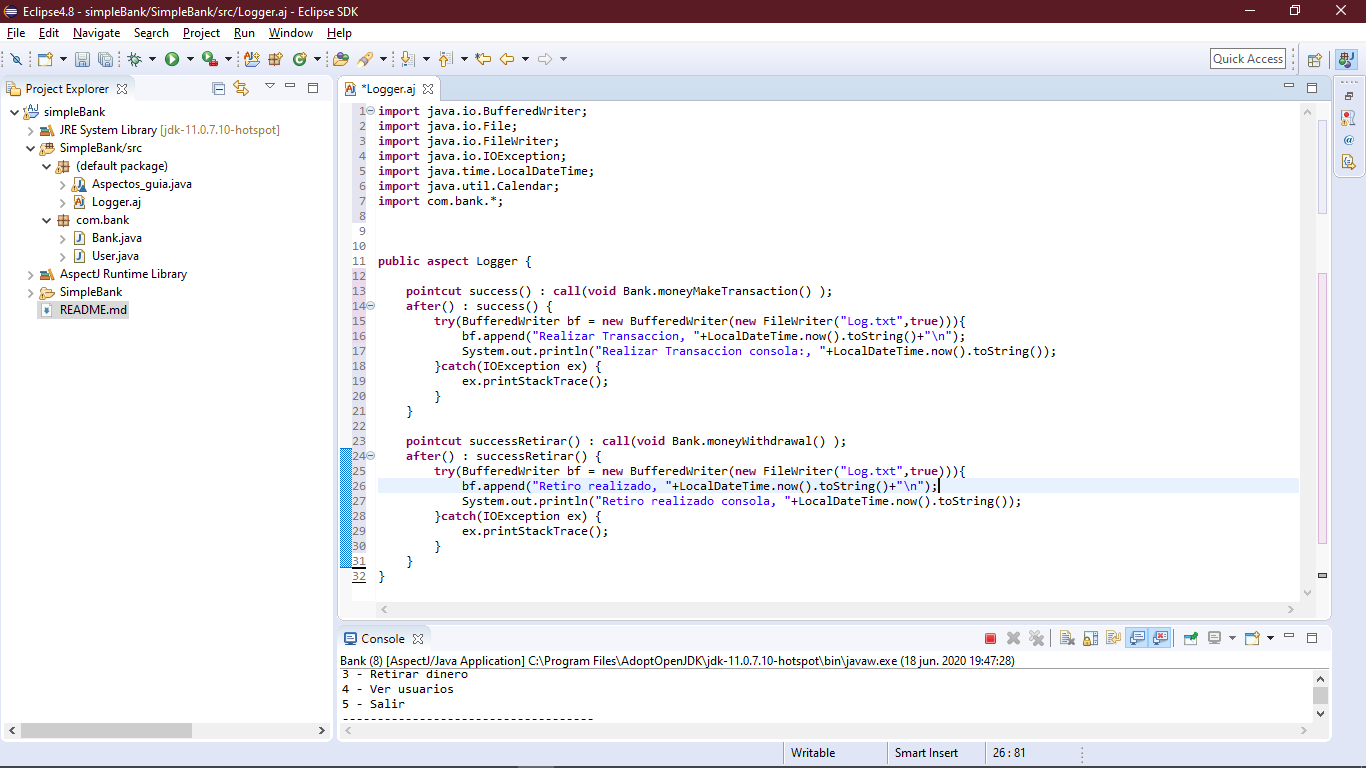 Eclipse4.8 - simpleBank/SimpleBank/src/Logger.aj - Eclipse SDK
File Edit Navigate Search Project Run Window Help
Quick Access
Project Explorer
simpleBank
JRE System Library [jdk-11.0.7.10-hotspot]
SimpleBank/src
(default package)
Aspectos_guia.java
Logger.aj
com.bank
Bank.java
User.java
AspectJ Runtime Library
SimpleBank
README.md
*Logger.aj
1 import java.io.BufferedWriter;
2 import java.io.File;
3 import java.io.FileWriter;
4 import java.io.IOException;
5 import java.time.LocalDateTime;
6 import java.util.Calendar;
7 import com.bank.*;
8
9
10
11 public aspect Logger {
12
13 pointcut success() : call(void Bank.moneyMakeTransaction() );
14 after() : success() {
15 try(BufferedWriter bf = new BufferedWriter(new FileWriter("Log.txt",true))){
16 bf.append("Realizar Transaccion, "+LocalDateTime.now().toString()+"\n");
17 System.out.println("Realizar Transaccion consola:, "+LocalDateTime.now().toString());
18 }catch(IOException ex) {
19 ex.printStackTrace();
20 }
21 }
22
23 pointcut successRetirar() : call(void Bank.moneyWithdrawal() );
24 after() : successRetirar() {
25 try(BufferedWriter bf = new BufferedWriter(new FileWriter("Log.txt",true))){
26 bf.append("Retiro realizado, "+LocalDateTime.now().toString()+"\n");
27 System.out.println("Retiro realizado consola, "+LocalDateTime.now().toString());
28 }catch(IOException ex) {
29 ex.printStackTrace();
30 }
31 }
32 }
Console
Bank (8) [AspectJ/Java Application] C:\Program Files\AdoptOpenJDK\jdk-11.0.7.10-hotspot\bin\javaw.exe (18 jun. 2020 19:47:28)
3 - Retirar dinero
4 - Ver usuarios
5 - Salir
------------------------------------
Writable Smart Insert 26 : 81